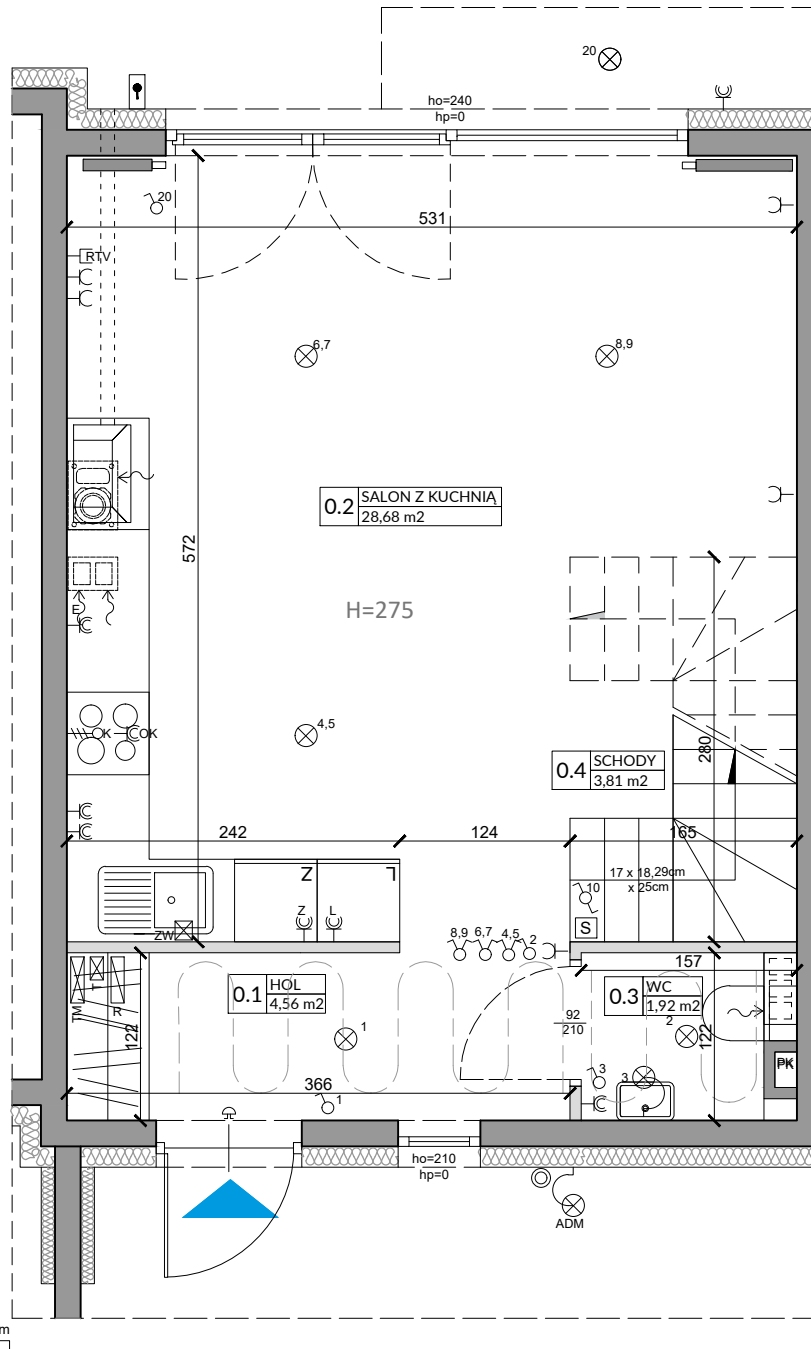 20
ho=240
hp=0
20
531
RTV
6,7
8,9
0.2 SALON Z KUCHNIĄ
28,68 m2
572
H=275
E
4,5
K
OK
280
0.4 SCHODY
3,81 m2
242
124
165
17 x 18,29cm
x 25cm
10
S
Z
Z
L
ZW
8,9
6,7
4,5
2
157
TM
T
R
0.1 HOL
4,56 m2
0.3 WC
1,92 m2
2
92
210
122
122
1
3
3
PK
366
1
ho=210
hp=0
ADM
m